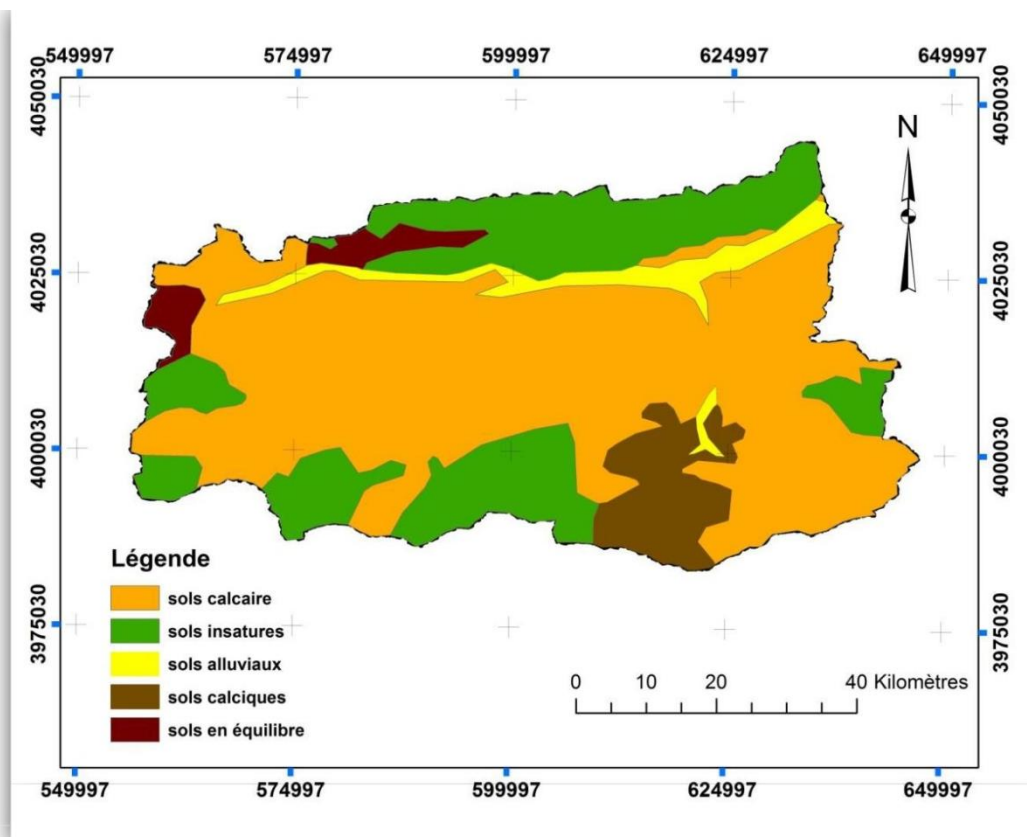 549997 574997 599997 624997 649997
4050030
4050030
N
4025030
4025030
4000030
4000030
Légende
sols calcaire
sols insatures
sols alluviaux
sols calciques
sols en équilibre
3975030
3975030
0 10 20 40 Kilomètres
549997 574997 599997 624997 649997